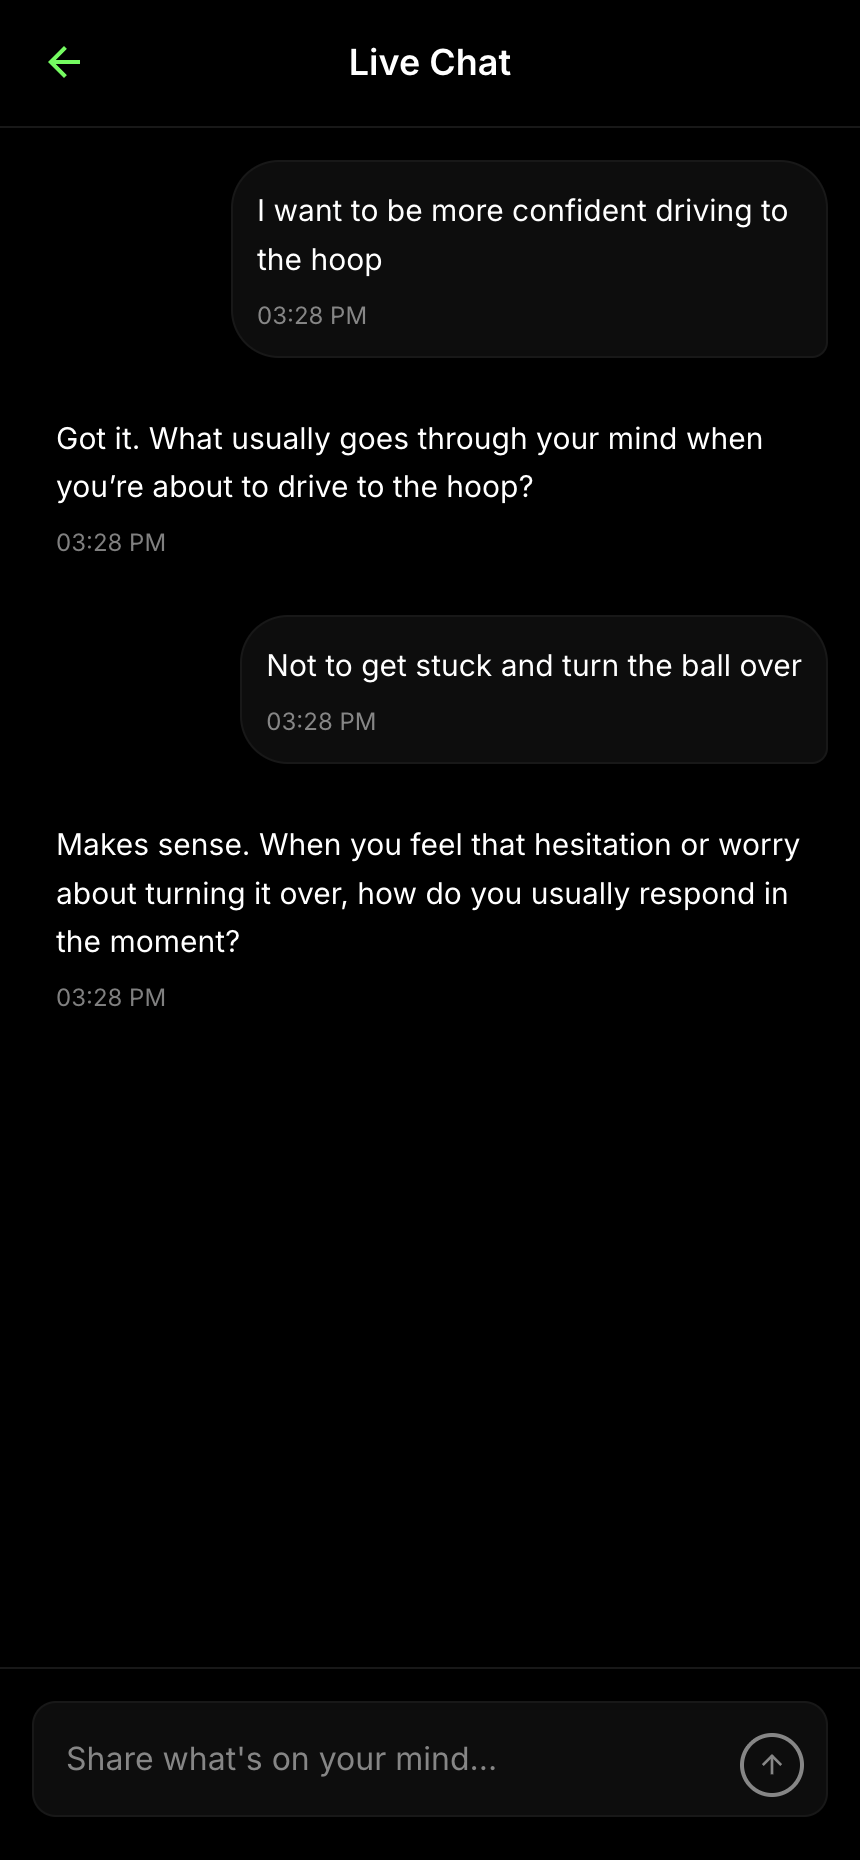 Live Chat
I want to be more confident driving to
the hoop
03:28 PM
Got it. What usually goes through your mind when
you’re about to drive to the hoop?
03:28 PM
Not to get stuck and turn the ball over
03:28 PM
Makes sense. When you feel that hesitation or worry
about turning it over, how do you usually respond in
the moment?
03:28 PM
Share what's on your mind...